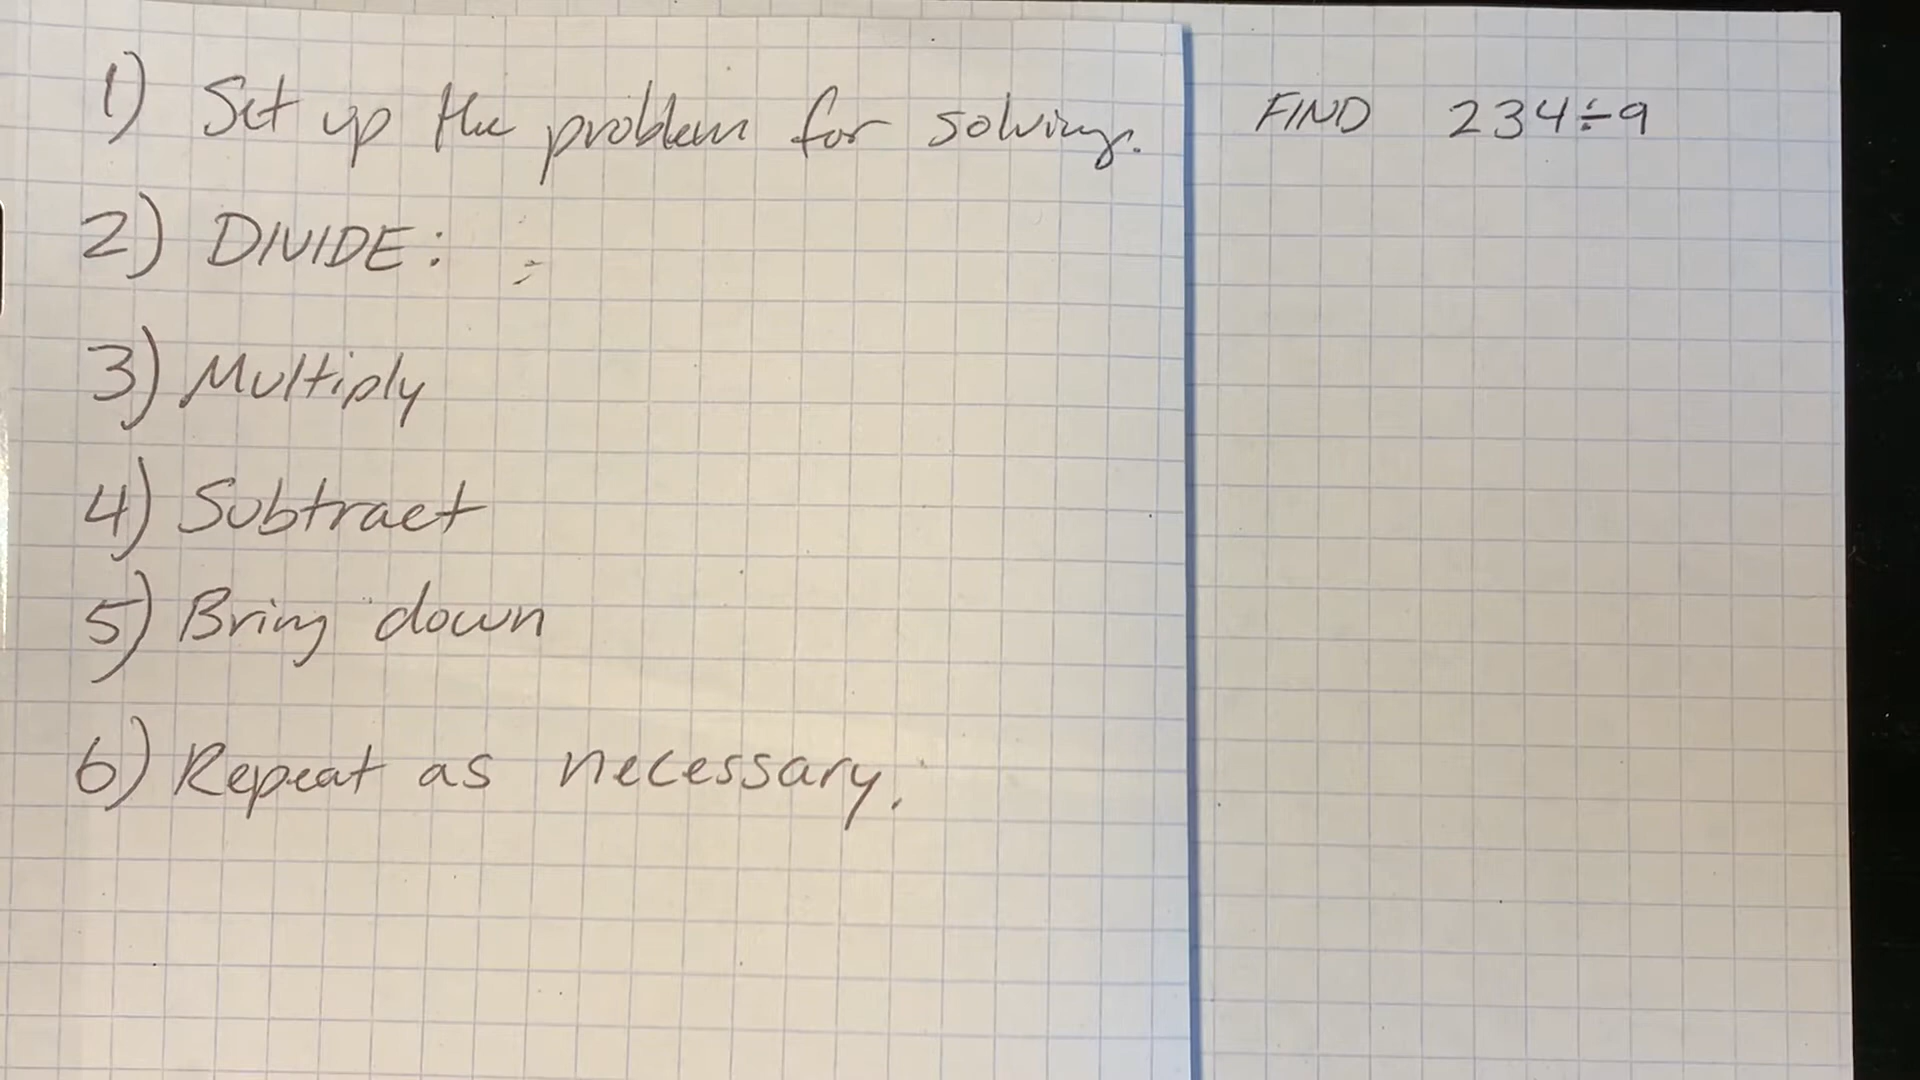 1) Set up the problem for solving.
2) DIVIDE:
3) Multiply
4) Subtract
5) Bring down
6) Repeat as necessary.
FIND 234÷9